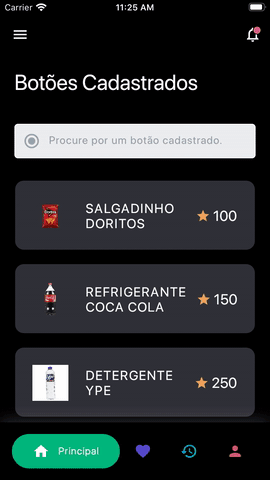 Carrier 11:25 AM
Botões Cadastrados
Procure por um botão cadastrado.
SALGADINHO
DORITOS
100
REFRIGERANTE
COCA COLA
150
DETERGENTE
YPE
250
Principal